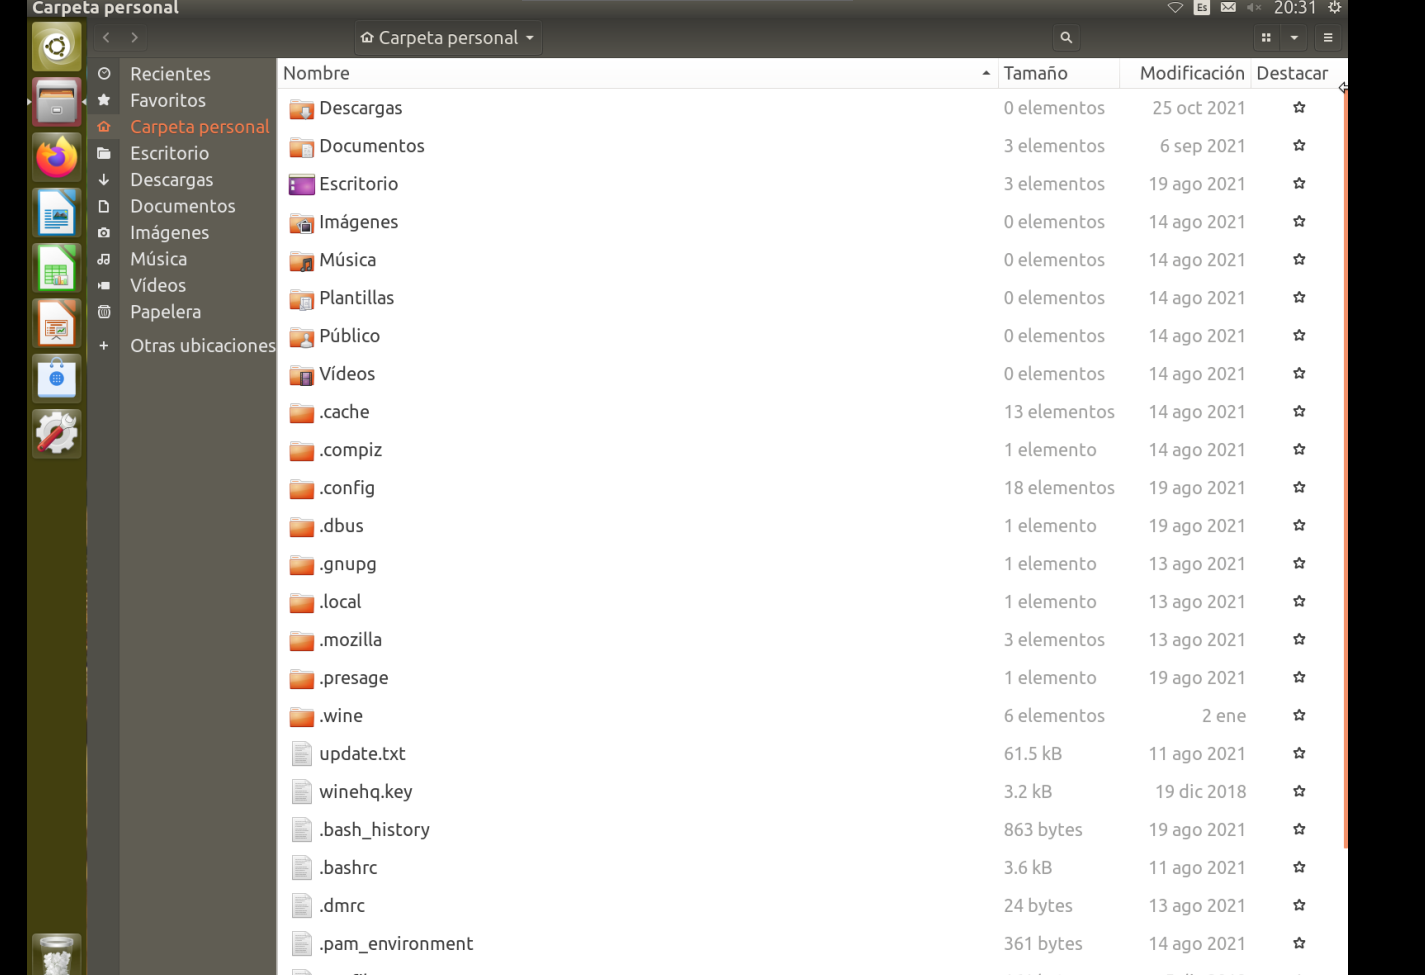 Carpeta personal
Es
20:31
Carpeta personal
Recientes
Favoritos
Carpeta personal
Escritorio
Descargas
Documentos
Imágenes
Música
Vídeos
Papelera
Otras ubicaciones
Nombre Tamaño Modificación Destacar
Descargas 0 elementos 25 oct 2021
Documentos 3 elementos 6 sep 2021
Escritorio 3 elementos 19 ago 2021
Imágenes 0 elementos 14 ago 2021
Música 0 elementos 14 ago 2021
Plantillas 0 elementos 14 ago 2021
Público 0 elementos 14 ago 2021
Vídeos 0 elementos 14 ago 2021
.cache 13 elementos 14 ago 2021
.compiz 1 elemento 14 ago 2021
.config 18 elementos 19 ago 2021
.dbus 1 elemento 19 ago 2021
.gnupg 1 elemento 13 ago 2021
.local 1 elemento 13 ago 2021
.mozilla 3 elementos 13 ago 2021
.presage 1 elemento 19 ago 2021
.wine 6 elementos 2 ene
update.txt 61.5 kB 11 ago 2021
winehq.key 3.2 kB 19 dic 2018
.bash_history 863 bytes 19 ago 2021
.bashrc 3.6 kB 11 ago 2021
.dmrc 24 bytes 13 ago 2021
.pam_environment 361 bytes 14 ago 2021